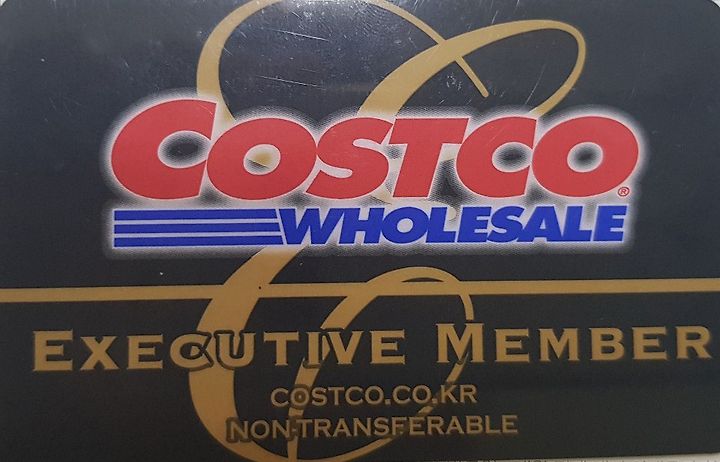 COSTCO®
WHOLESALE
EXECUTIVE MEMBER
COSTCO.CO.KR
NON-TRANSFERABLE